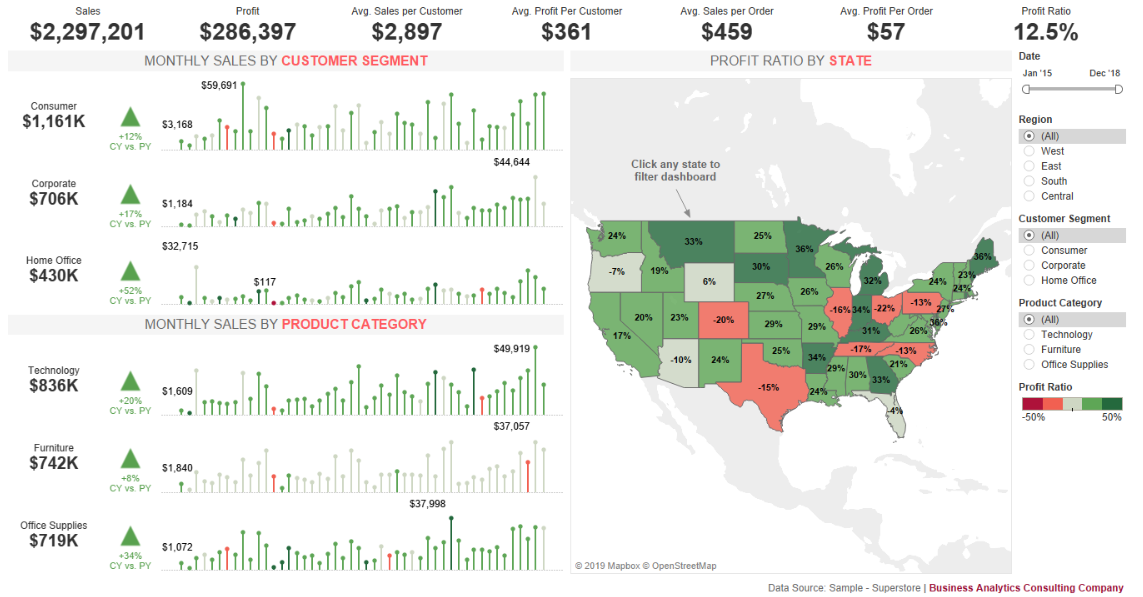 Sales Profit Avg. Sales per Customer Avg. Profit Per Customer Avg. Sales per Order Avg. Profit Per Order Profit Ratio
$2,297,201 $286,397 $2,897 $361 $459 $57 12.5%
MONTHLY SALES BY CUSTOMER SEGMENT
Consumer
$1,161K
+12%
CY vs. PY
$3,168
$59,691
Corporate
$706K
+17%
CY vs. PY
$1,184
$44,644
Home Office
$430K
+52%
CY vs. PY
$32,715
$117
MONTHLY SALES BY PRODUCT CATEGORY
Technology
$836K
+20%
CY vs. PY
$1,609
$49,919
Furniture
$742K
+8%
CY vs. PY
$1,840
$37,057
Office Supplies
$719K
+34%
CY vs. PY
$1,072
$37,998
PROFIT RATIO BY STATE
Click any state to
filter dashboard
24%
33%
25%
36%
-7%
19%
6%
30%
26%
32%
24%
23%
36%
24%
17%
20%
23%
-20%
27%
26%
-16%
34%
-22%
-13%
27%
36%
29%
29%
31%
26%
-10%
24%
25%
34%
-17%
-13%
21%
-15%
24%
29%
30%
33%
-4%
© 2019 Mapbox © OpenStreetMap
Date
Jan '15 Dec '18
Region
(All)
West
East
South
Central
Customer Segment
(All)
Consumer
Corporate
Home Office
Product Category
(All)
Technology
Furniture
Office Supplies
Profit Ratio
-50% 50%
Data Source: Sample - Superstore | Business Analytics Consulting Company